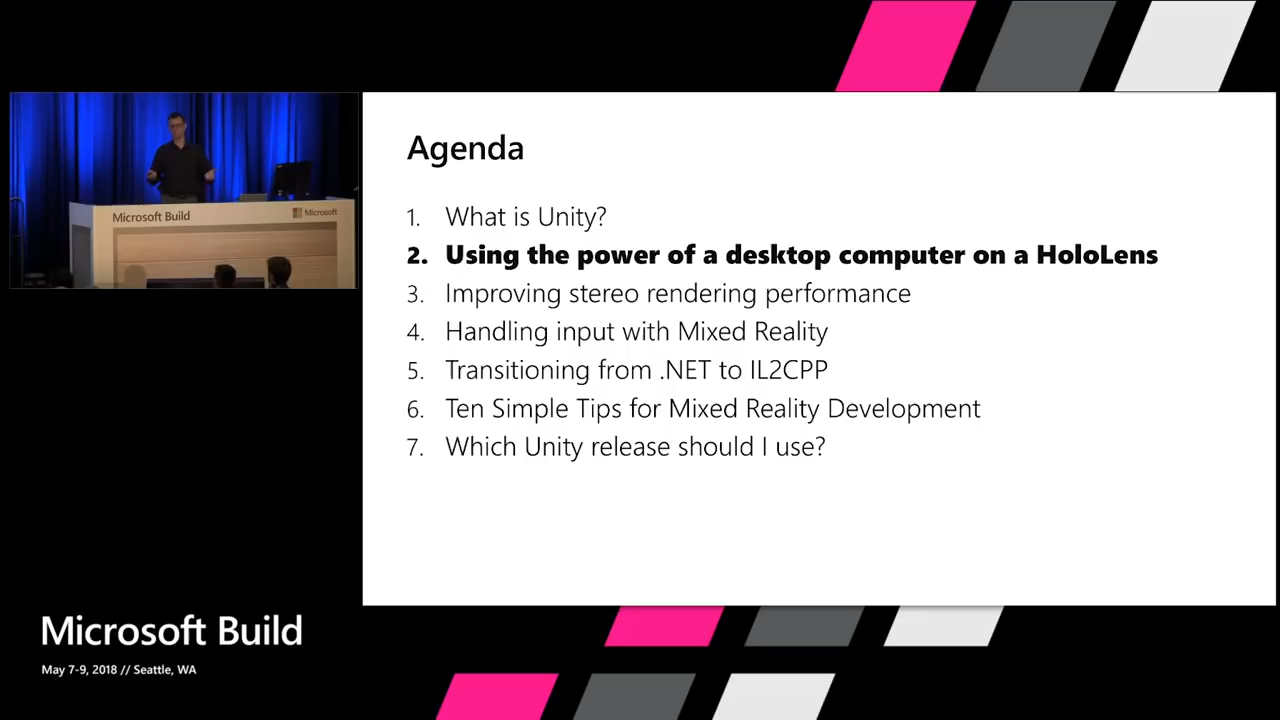 Microsoft Build
Microsoft
Agenda
1. What is Unity?
2. Using the power of a desktop computer on a HoloLens
3. Improving stereo rendering performance
4. Handling input with Mixed Reality
5. Transitioning from .NET to IL2CPP
6. Ten Simple Tips for Mixed Reality Development
7. Which Unity release should I use?
Microsoft Build
May 7-9, 2018 // Seattle, WA